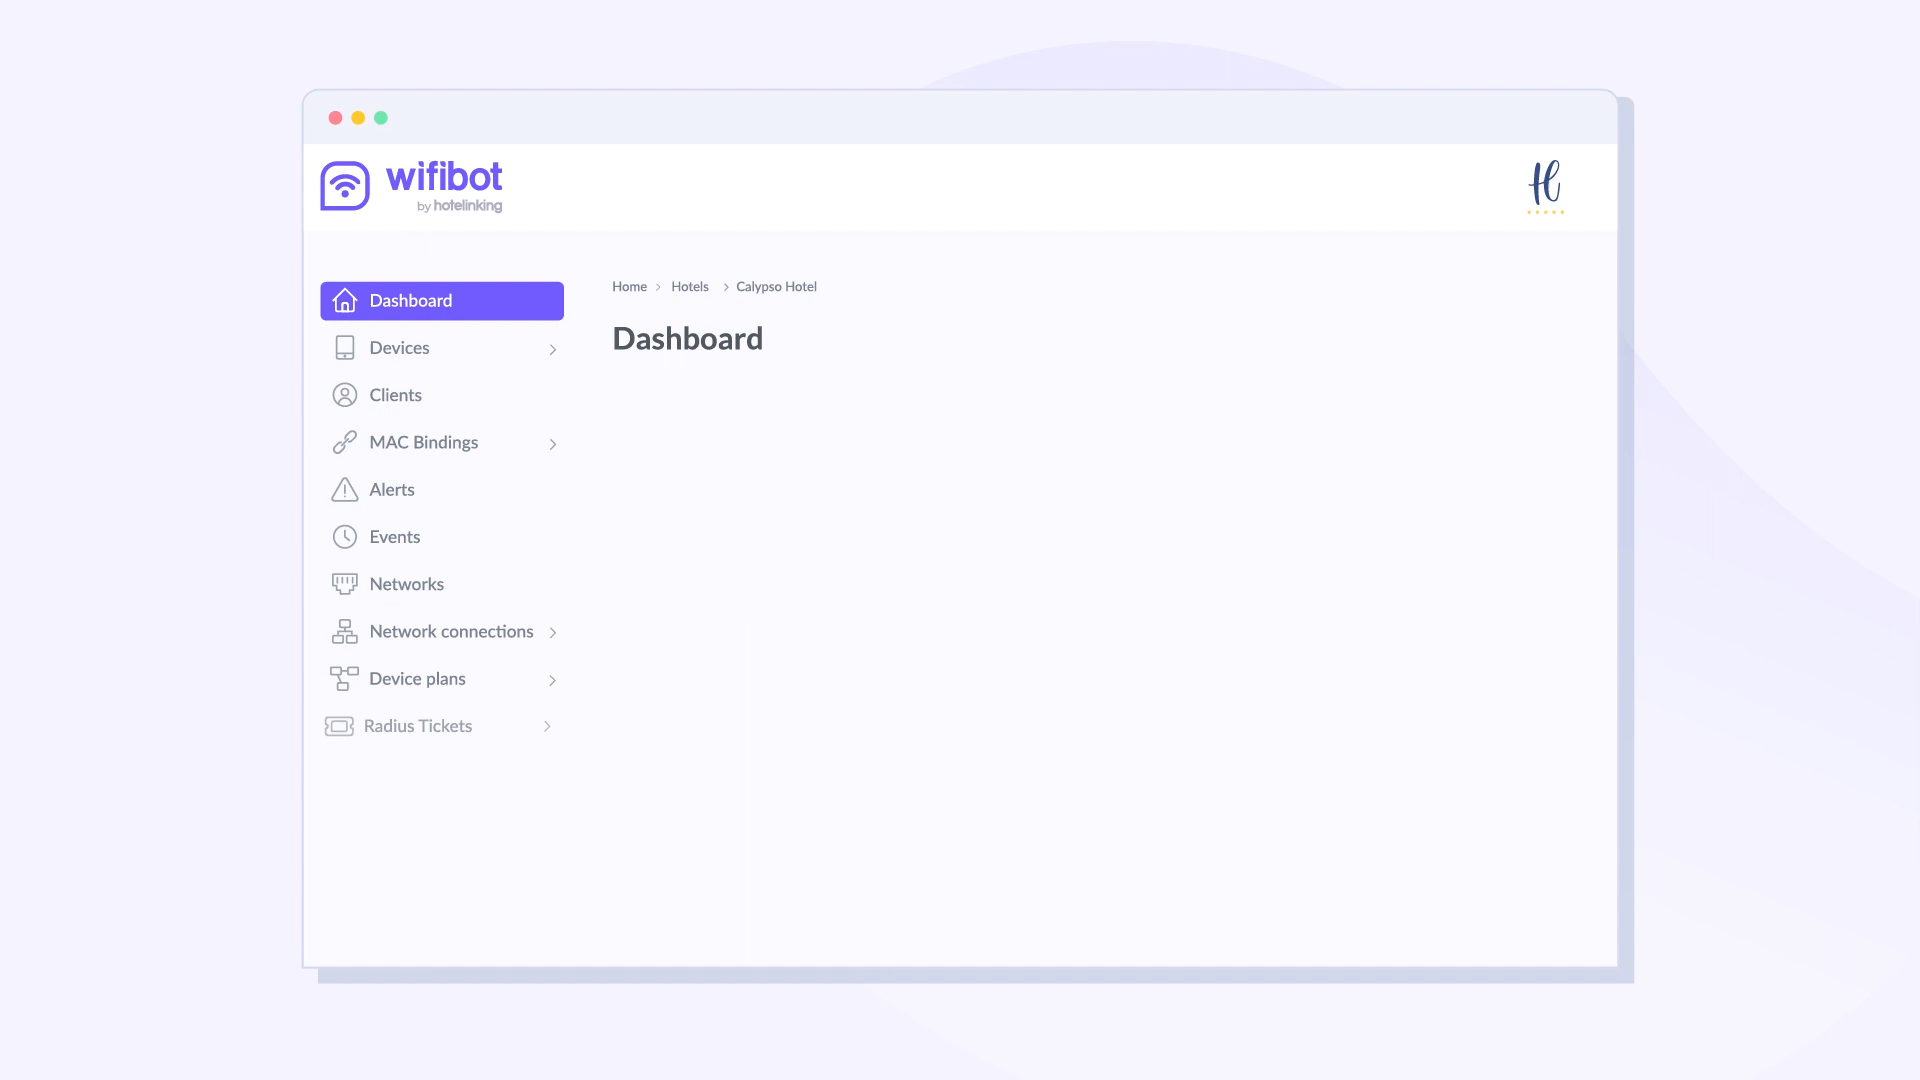 wifibot
by hotelinking
Dashboard
Devices
Clients
MAC Bindings
Alerts
Events
Networks
Network connections
Device plans
Radius Tickets
Home > Hotels > Calypso Hotel
Dashboard
H